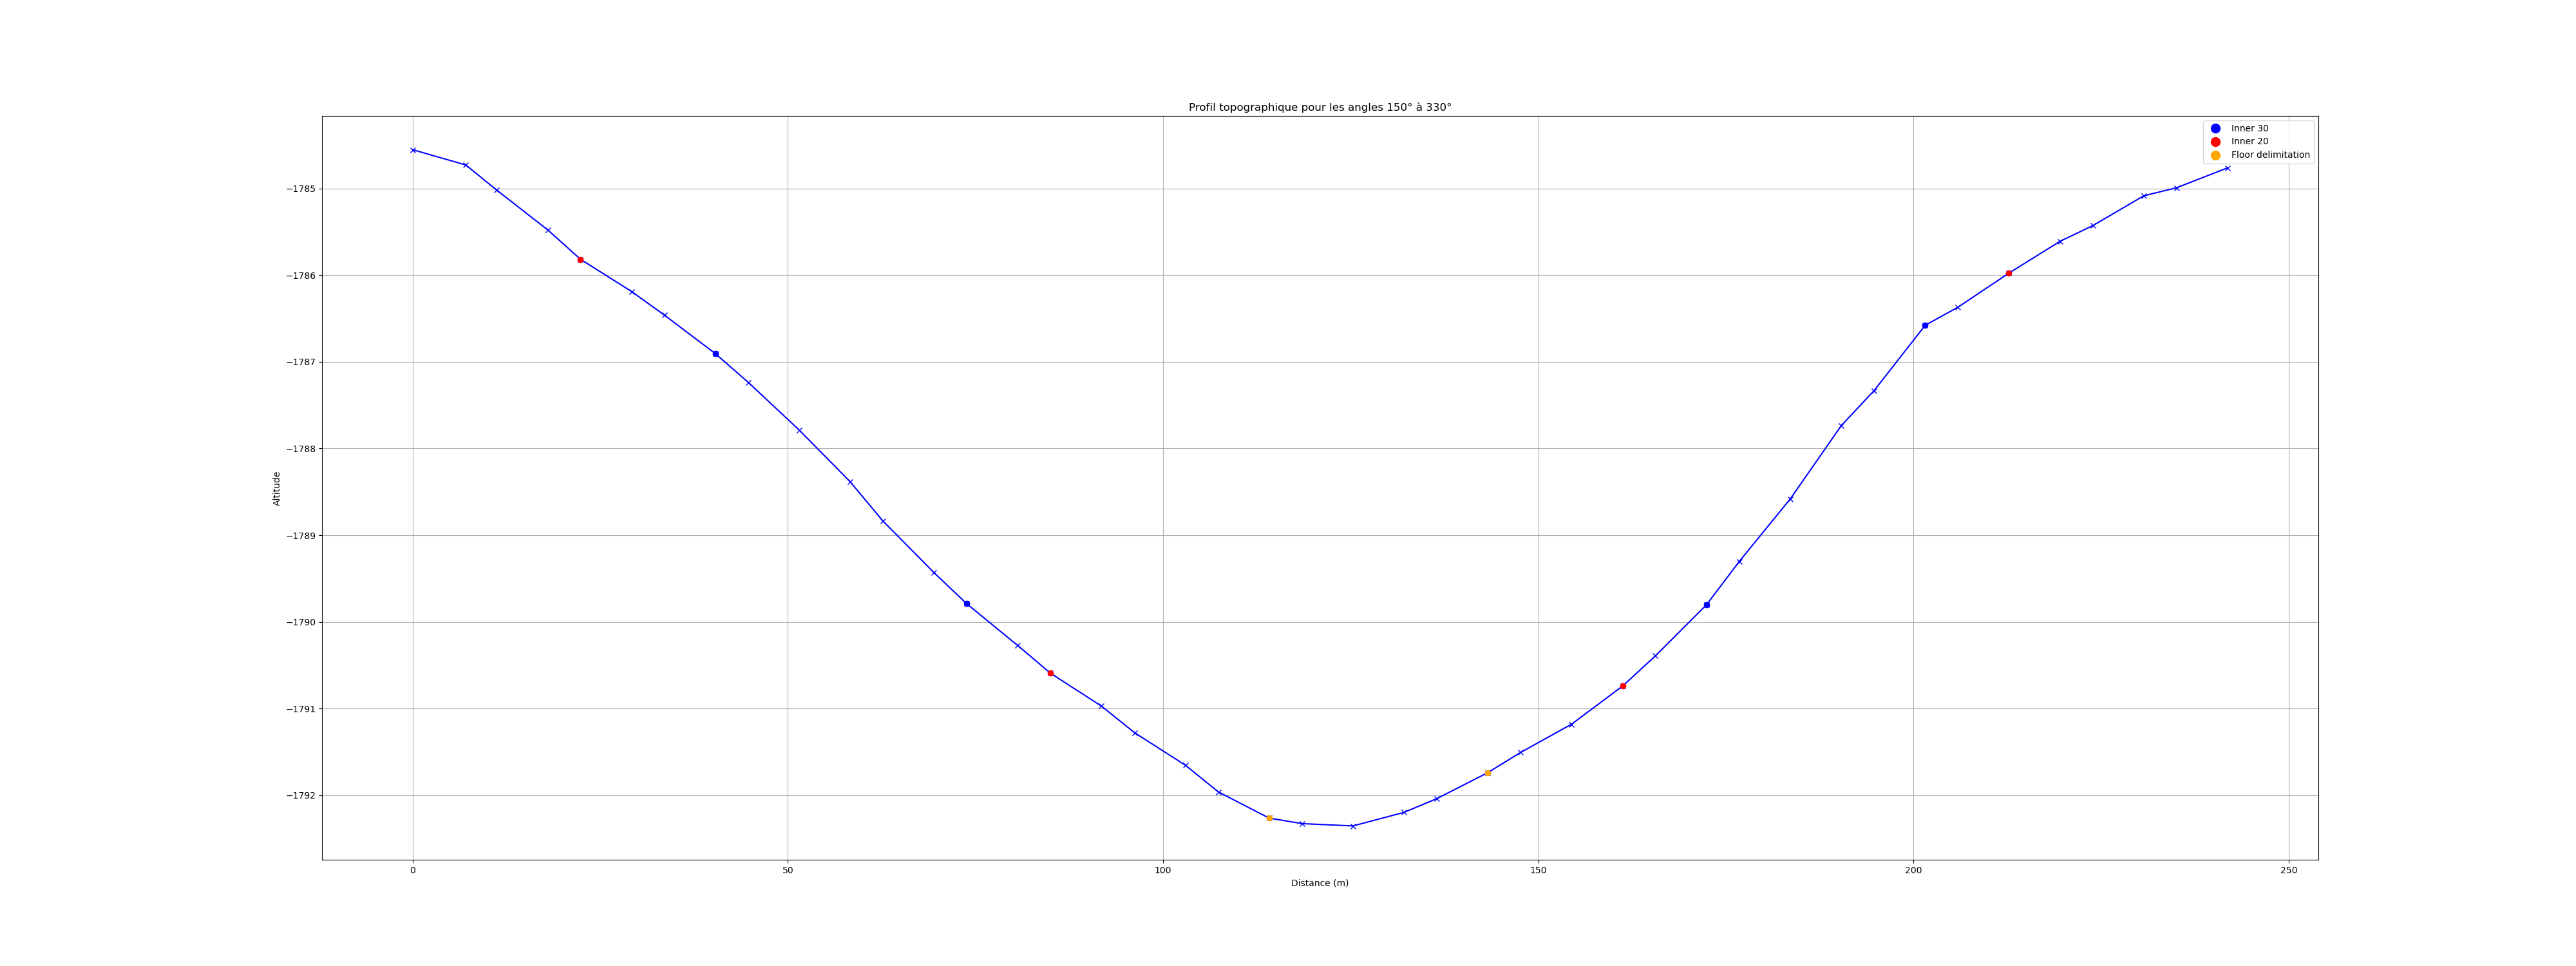 Profil topographique pour les angles 150° à 330°
Inner 30
Inner 20
Floor delimitation
Altitude
−1785
−1786
−1787
−1788
−1789
−1790
−1791
−1792
0 50 100 150 200 250
Distance (m)